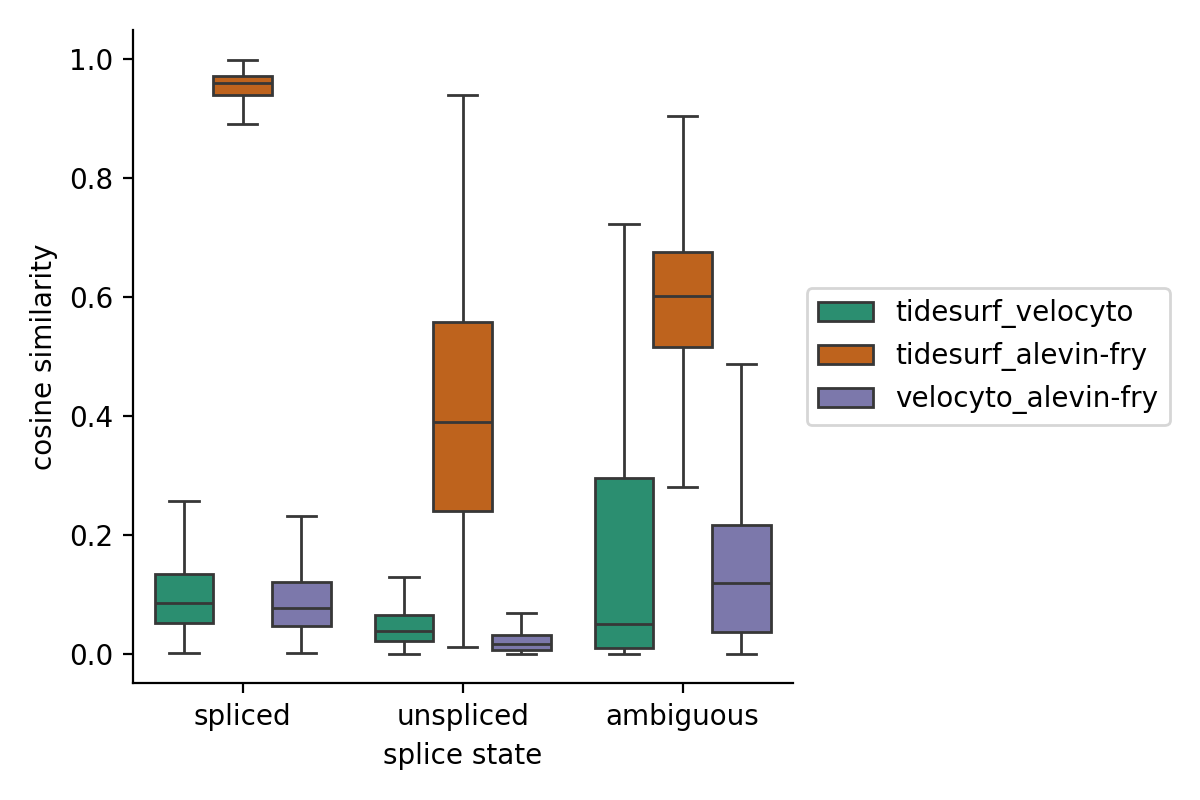 cosine similarity
1.0
0.8
0.6
0.4
0.2
0.0
spliced
unspliced
ambiguous
splice state
tidesurf_velocyto
tidesurf_alevin-fry
velocyto_alevin-fry